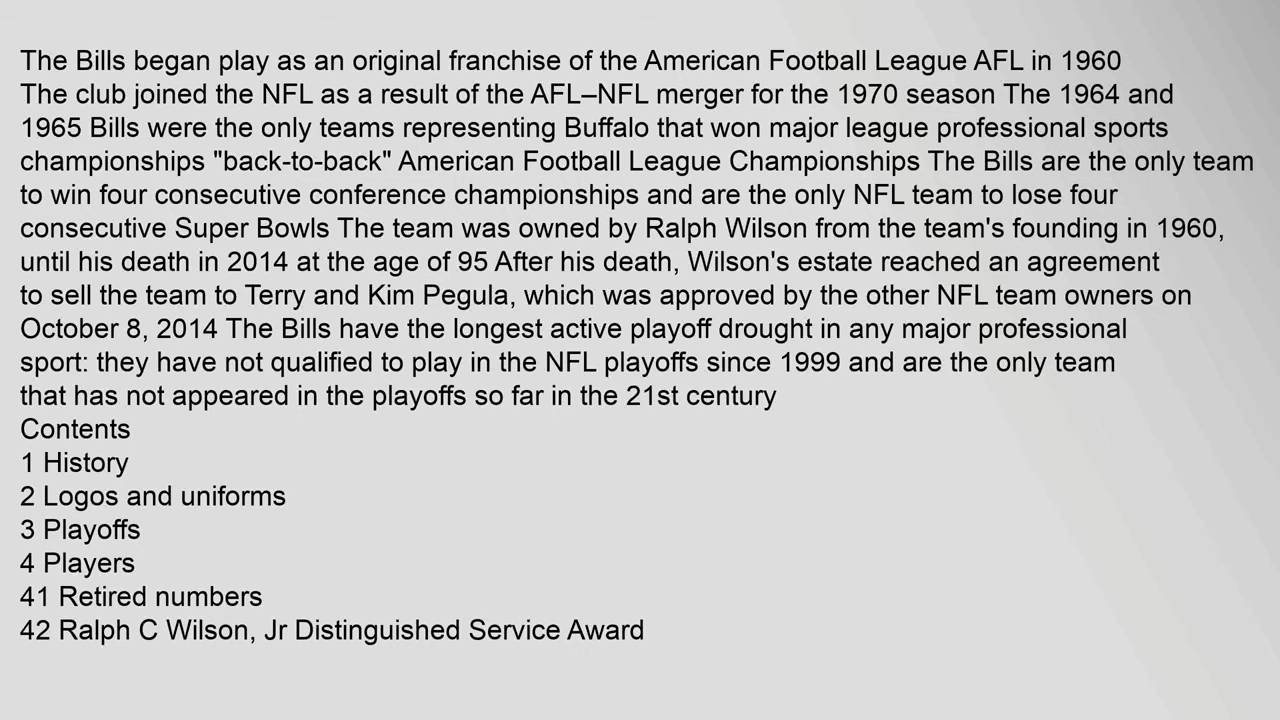 The Bills began play as an original franchise of the American Football League AFL in 1960
The club joined the NFL as a result of the AFL–NFL merger for the 1970 season The 1964 and
1965 Bills were the only teams representing Buffalo that won major league professional sports
championships "back-to-back" American Football League Championships The Bills are the only team
to win four consecutive conference championships and are the only NFL team to lose four
consecutive Super Bowls The team was owned by Ralph Wilson from the team's founding in 1960,
until his death in 2014 at the age of 95 After his death, Wilson's estate reached an agreement
to sell the team to Terry and Kim Pegula, which was approved by the other NFL team owners on
October 8, 2014 The Bills have the longest active playoff drought in any major professional
sport: they have not qualified to play in the NFL playoffs since 1999 and are the only team
that has not appeared in the playoffs so far in the 21st century
Contents
1 History
2 Logos and uniforms
3 Playoffs
4 Players
41 Retired numbers
42 Ralph C Wilson, Jr Distinguished Service Award